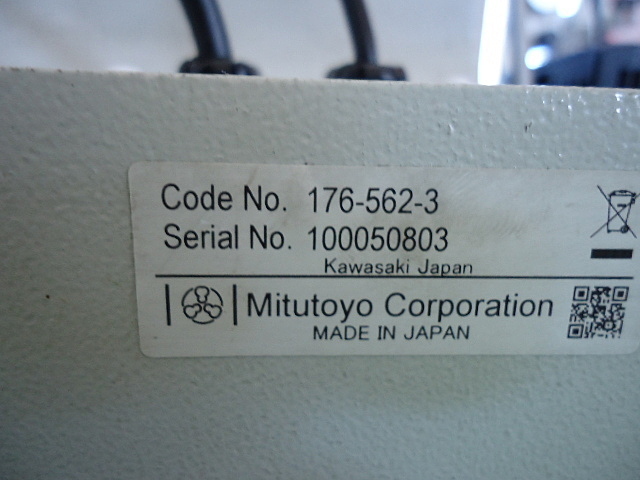 Code No. 176-562-3
Serial No. 100050803
Kawasaki Japan
Mitutoyo Corporation
MADE IN JAPAN